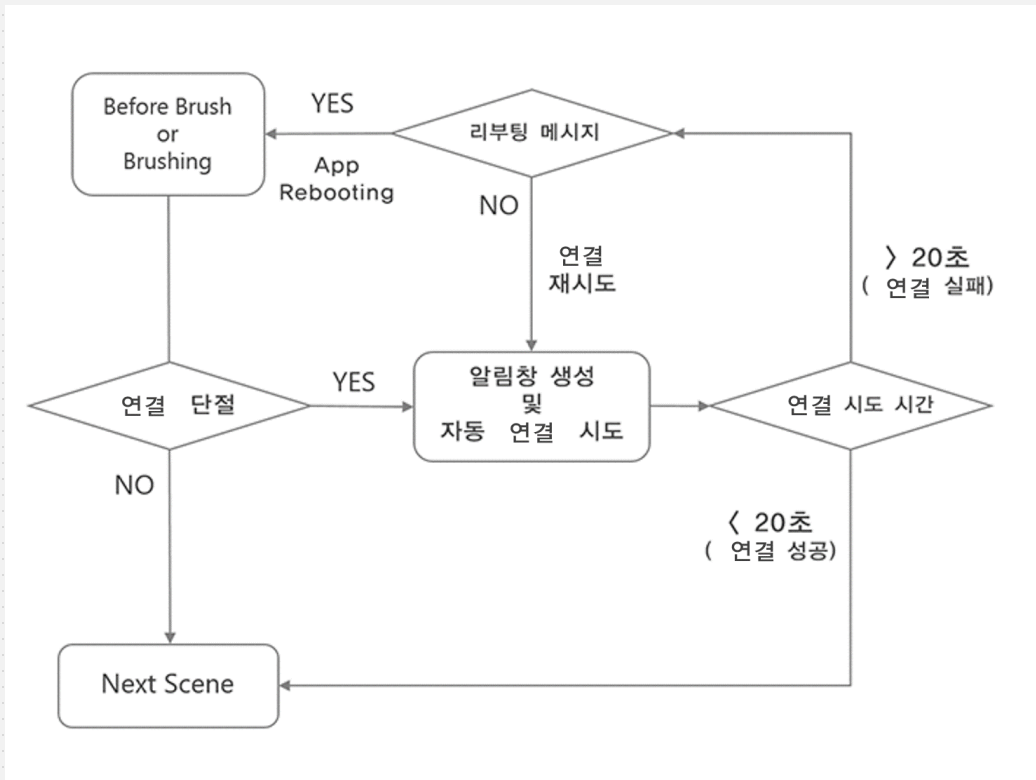 Before Brush
or
Brushing
YES
App
Rebooting
리부팅 메시지
NO
연결
재시도
> 20초
( 연결 실패)
연결 단절
YES
알림창 생성
및
자동 연결 시도
연결 시도 시간
NO
< 20초
( 연결 성공)
Next Scene